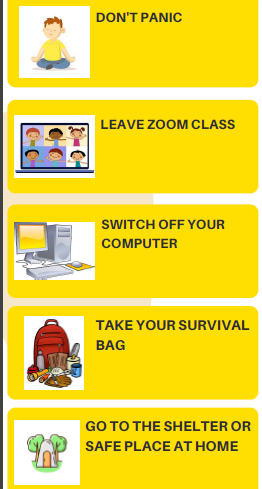 DON'T PANIC
LEAVE ZOOM CLASS
SWITCH OFF YOUR
COMPUTER
TAKE YOUR SURVIVAL
BAG
GO TO THE SHELTER OR
SAFE PLACE AT HOME